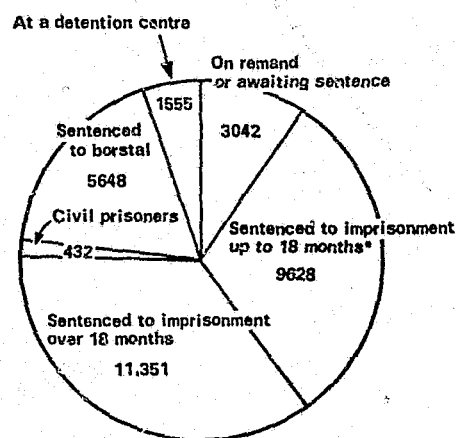 At a detention centre
On remand
or awaiting sentence
1555
3042
Sentenced
to borstal
5648
Civil prisoners
432
Sentenced to imprisonment
up to 18 months*
9628
Sentenced to imprisonment
over 18 months
11,351